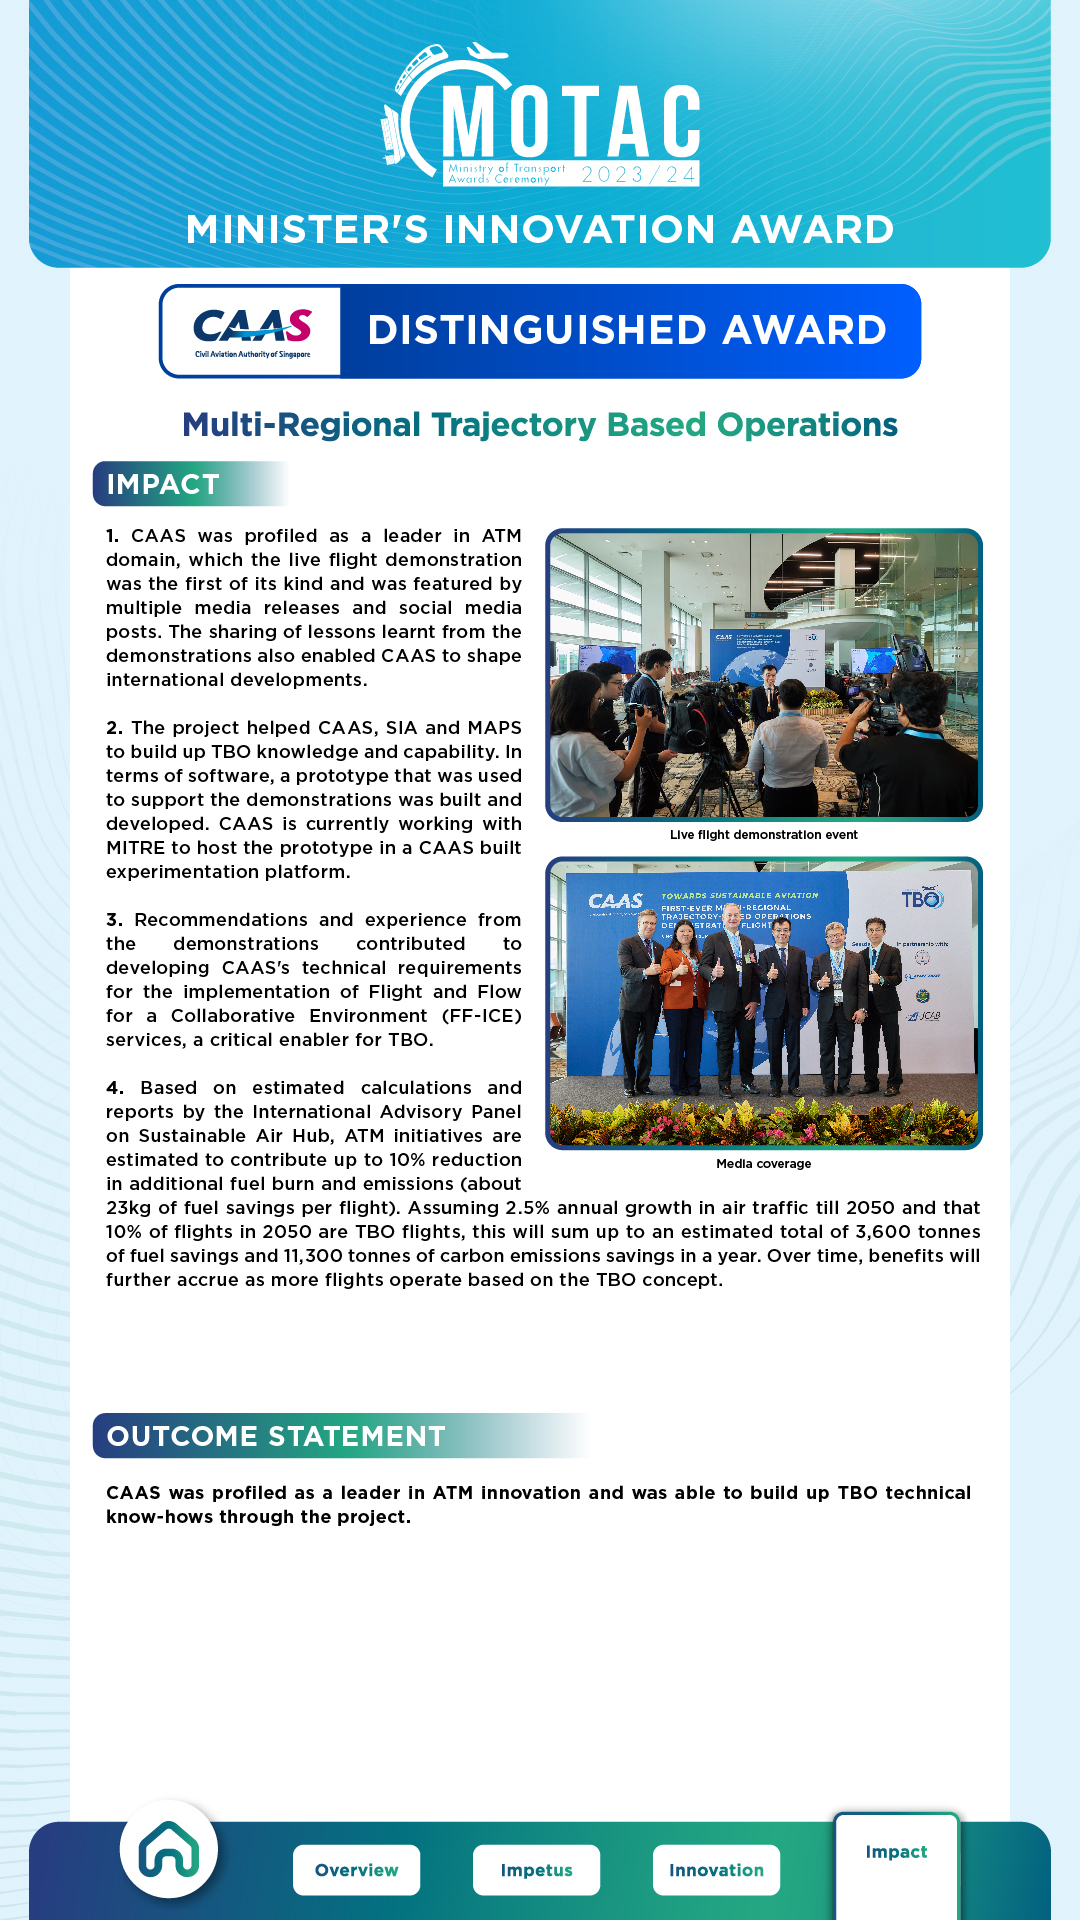 MOTAC
Ministry of Transport
Awards Ceremony
2023/24
MINISTER'S INNOVATION AWARD
CAAS
Civil Aviation Authority of Singapore
DISTINGUISHED AWARD
Multi-Regional Trajectory Based Operations
IMPACT
1. CAAS was profiled as a leader in ATM
domain, which the live flight demonstration
was the first of its kind and was featured by
multiple media releases and social media
posts. The sharing of lessons learnt from the
demonstrations also enabled CAAS to shape
international developments.
2. The project helped CAAS, SIA and MAPS
to build up TBO knowledge and capability. In
terms of software, a prototype that was used
to support the demonstrations was built and
developed. CAAS is currently working with
MITRE to host the prototype in a CAAS built
experimentation platform.
3. Recommendations and experience from
the demonstrations contributed to
developing CAAS's technical requirements
for the implementation of Flight and Flow
for a Collaborative Environment (FF-ICE)
services, a critical enabler for TBO.
4. Based on estimated calculations and
reports by the International Advisory Panel
on Sustainable Air Hub, ATM initiatives are
estimated to contribute up to 10% reduction
in additional fuel burn and emissions (about
23kg of fuel savings per flight). Assuming 2.5% annual growth in air traffic till 2050 and that
10% of flights in 2050 are TBO flights, this will sum up to an estimated total of 3,600 tonnes
of fuel savings and 11,300 tonnes of carbon emissions savings in a year. Over time, benefits will
further accrue as more flights operate based on the TBO concept.
CAAS
TBO
Live flight demonstration event
CAAS
TOWARDS SUSTAINABLE AVIATION
FIRST-EVER
TBO
in partnership with:
JCAB
Media coverage
OUTCOME STATEMENT
CAAS was profiled as a leader in ATM innovation and was able to build up TBO technical
know-hows through the project.
Overview
Impetus
Innovation
Impact